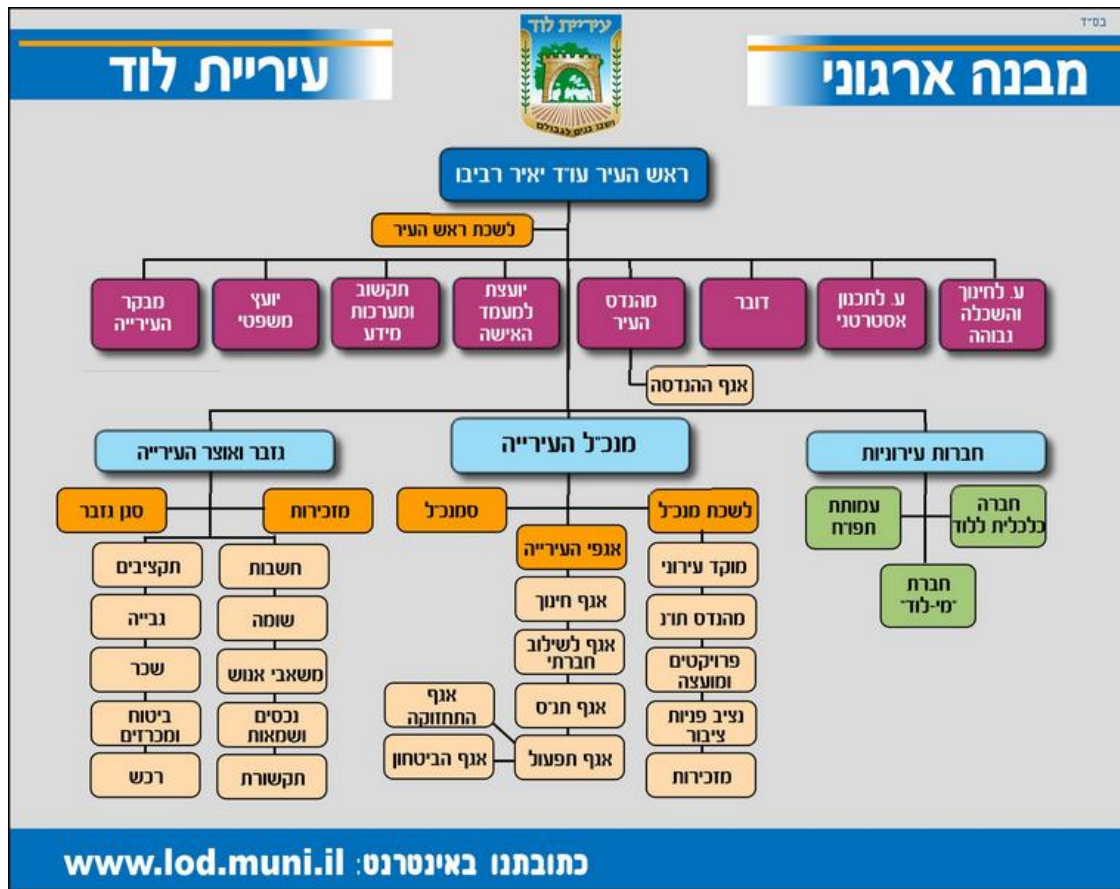 בס״ד
מבנה ארגוני
עיריית לוד
עיריית לוד
ושבו בנים לגבולם
ראש העיר עו״ד יאיר רביבו
לשכת ראש העיר
ע. לחינוך
והשכלה
גבוהה
ע. לתכנון
אסטרטגי
דובר
מהנדס
העיר
יועצת
למעמד
האישה
תקשוב
ומערכות
מידע
יועץ
משפטי
מבקר
העירייה
אגף ההנדסה
חברות עירוניות
מנכ״ל העירייה
גזבר ואוצר העירייה
חברה
כלכלית ללוד
עמותת
תפו״ח
חברת
״מי-לוד״
לשכת מנכ״ל
סמנכ״ל
מוקד עירוני
מהנדס תו״נ
פרויקטים
ומועצה
נציב פניות
ציבור
מזכירות
אגפי העירייה
אגף חינוך
אגף לשילוב
חברתי
אגף תנ״ס
אגף תפעול
אגף
התחזוקה
אגף הביטחון
מזכירות
סגן גזבר
חשבות
שומה
משאבי אנוש
נכסים
ושמאות
תקשורת
תקציבים
גבייה
שכר
ביטוח
ומכרזים
רכש
כתובתנו באינטרנט: www.lod.muni.il